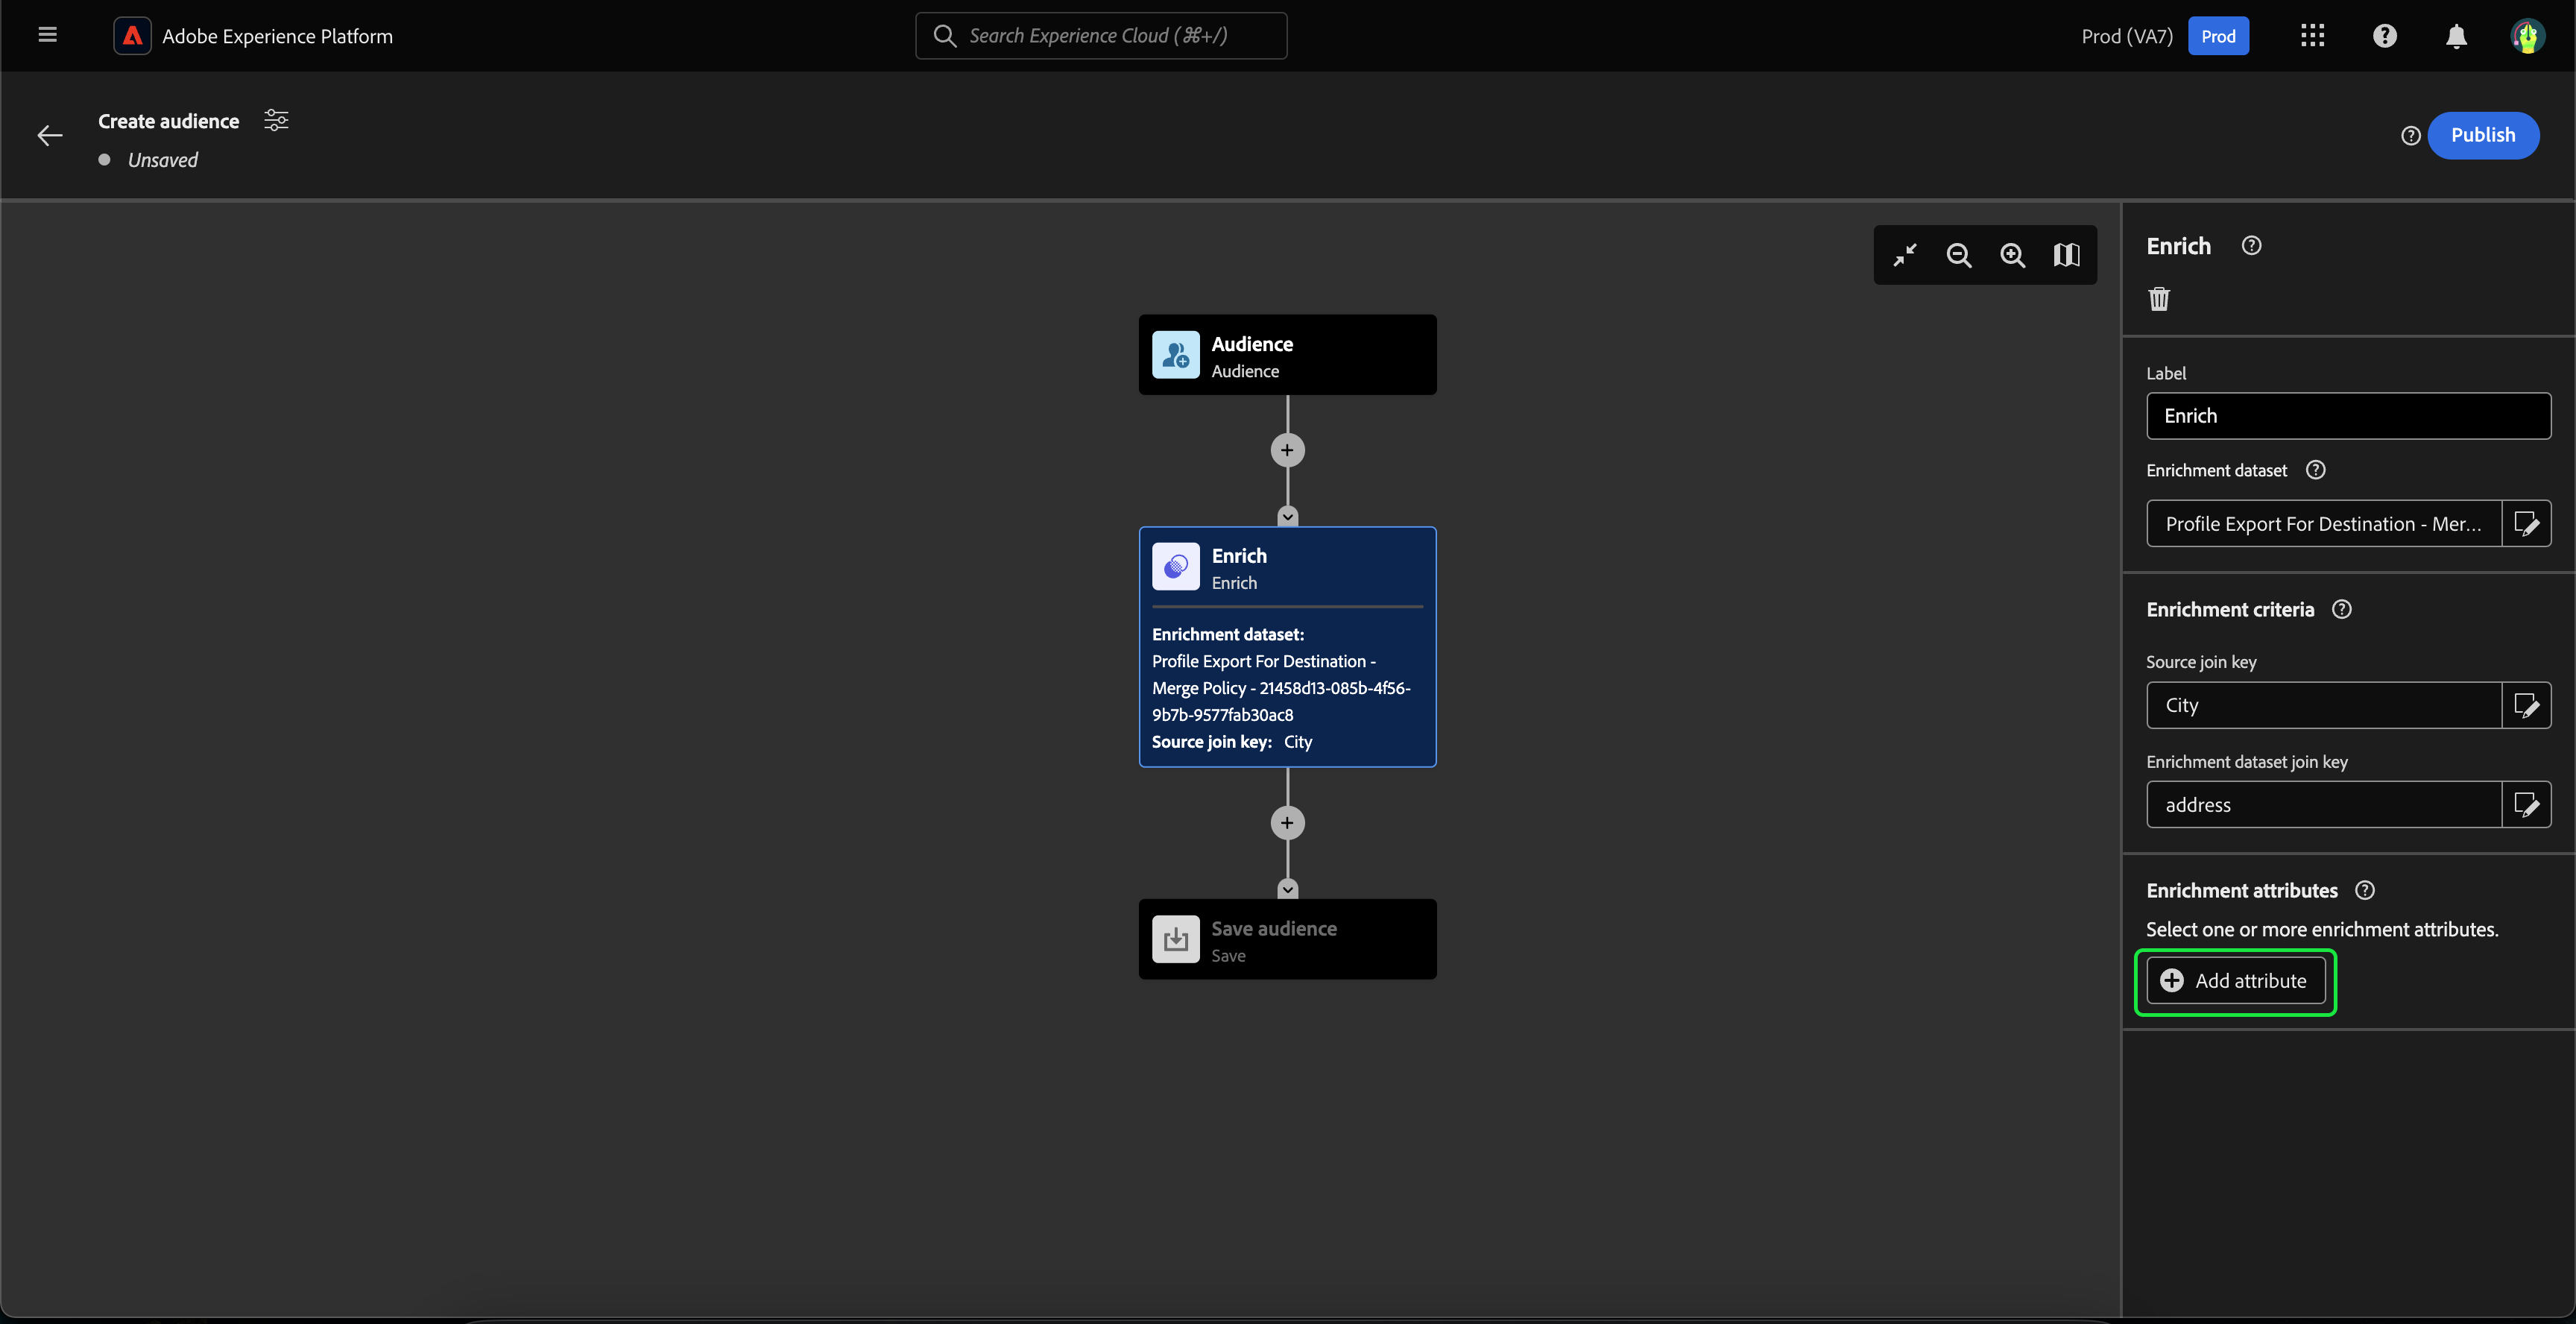 Adobe Experience Platform
Search Experience Cloud (⌘+/)
Prod (VA7)
Prod
Create audience
Unsaved
Publish
Audience
Audience
Enrich
Enrich
Enrichment dataset:
Profile Export For Destination -
Merge Policy - 21458d13-085b-4f56-
9b7b-9577fab30ac8
Source join key: City
Save audience
Save
Enrich
Label
Enrich
Enrichment dataset
Profile Export For Destination - Mer...
Enrichment criteria
Source join key
City
Enrichment dataset join key
address
Enrichment attributes
Select one or more enrichment attributes.
Add attribute